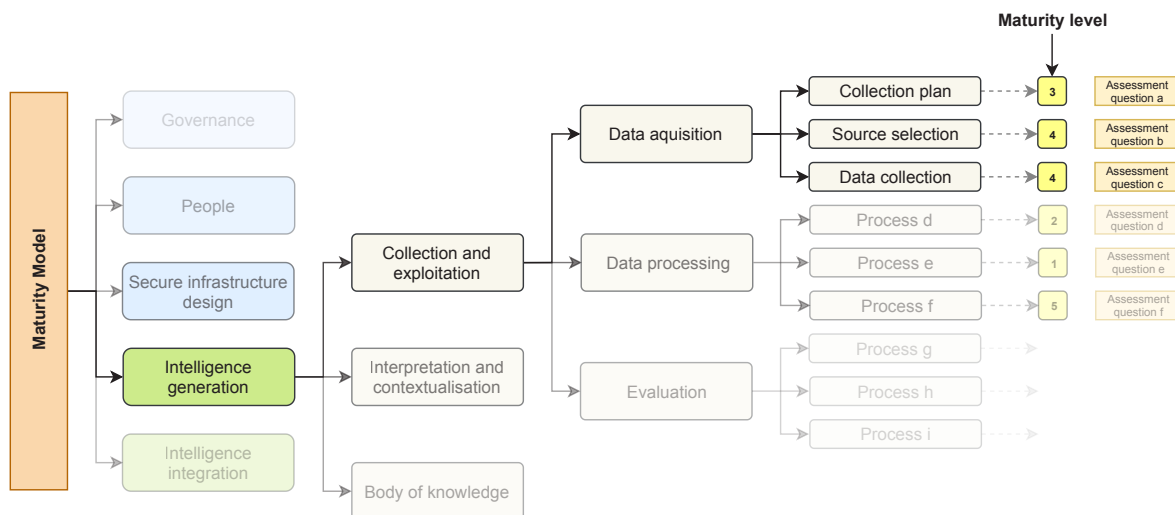 Maturity level
Maturity Model
Governance
People
Secure infrastructure
design
Intelligence
generation
Intelligence
integration
Collection and
exploitation
Interpretation and
contextualisation
Body of knowledge
Data aquisition
Data processing
Evaluation
Collection plan
3
Assessment
question a
Source selection
4
Assessment
question b
Data collection
4
Assessment
question c
Process d
2
Assessment
question d
Process e
1
Assessment
question e
Process f
5
Assessment
question f
Process g
Process h
Process i